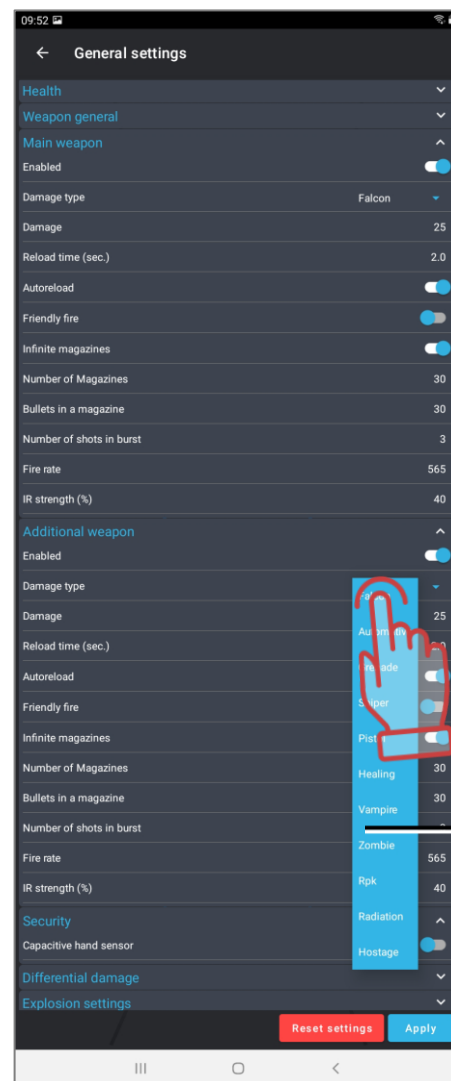 09:52
General settings
Health
Weapon general
Main weapon
Enabled
Damage type Falcon
Damage 25
Reload time (sec.) 2.0
Autoreload
Friendly fire
Infinite magazines
Number of Magazines 30
Bullets in a magazine 30
Number of shots in burst 3
Fire rate 565
IR strength (%) 40
Additional weapon
Enabled
Damage type
Falcon
Damage 25
Reload time (sec.)
Autoreload
Friendly fire
Sniper
Infinite magazines
Pistol
Number of Magazines 30
Healing
Bullets in a magazine 30
Vampire
Number of shots in burst
Zombie
Fire rate 565
Rpk
IR strength (%) 40
Radiation
Security
Capacitive hand sensor
Hostage
Differential damage
Explosion settings
Reset settings Apply